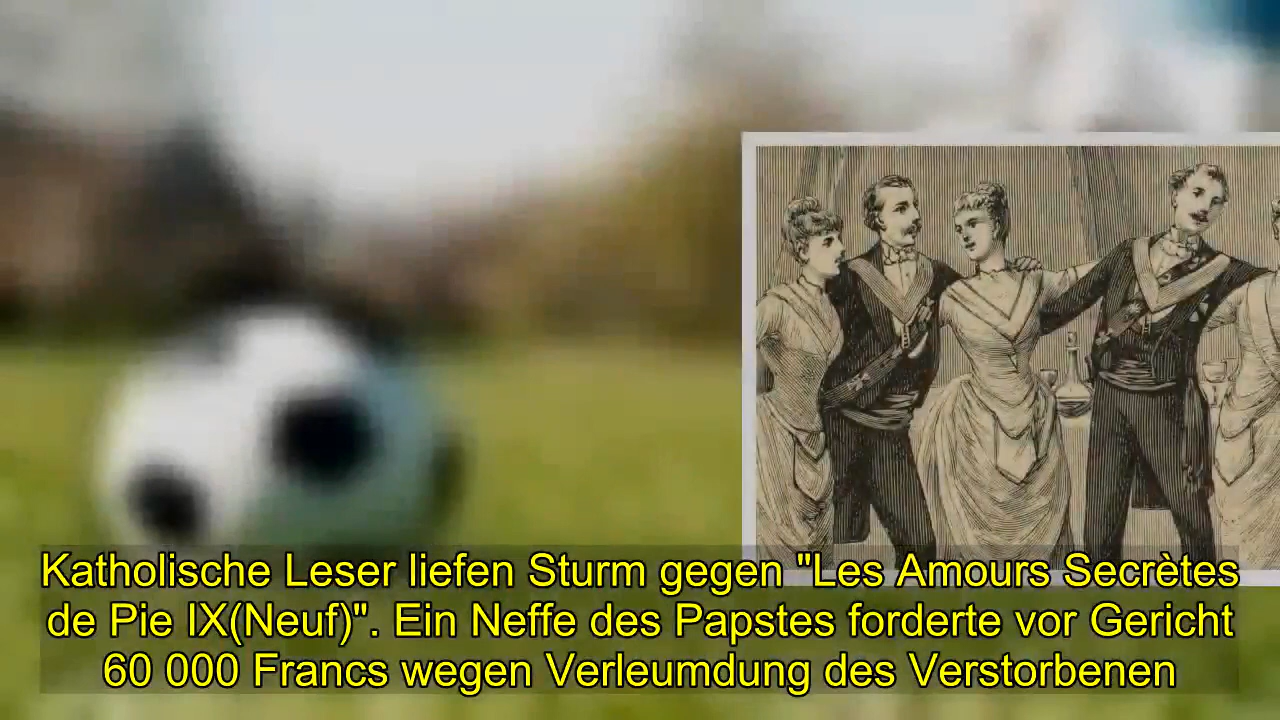 Katholische Leser liefen Sturm gegen "Les Amours Secrètes
de Pie IX(Neuf)". Ein Neffe des Papstes forderte vor Gericht
60 000 Francs wegen Verleumdung des Verstorbenen